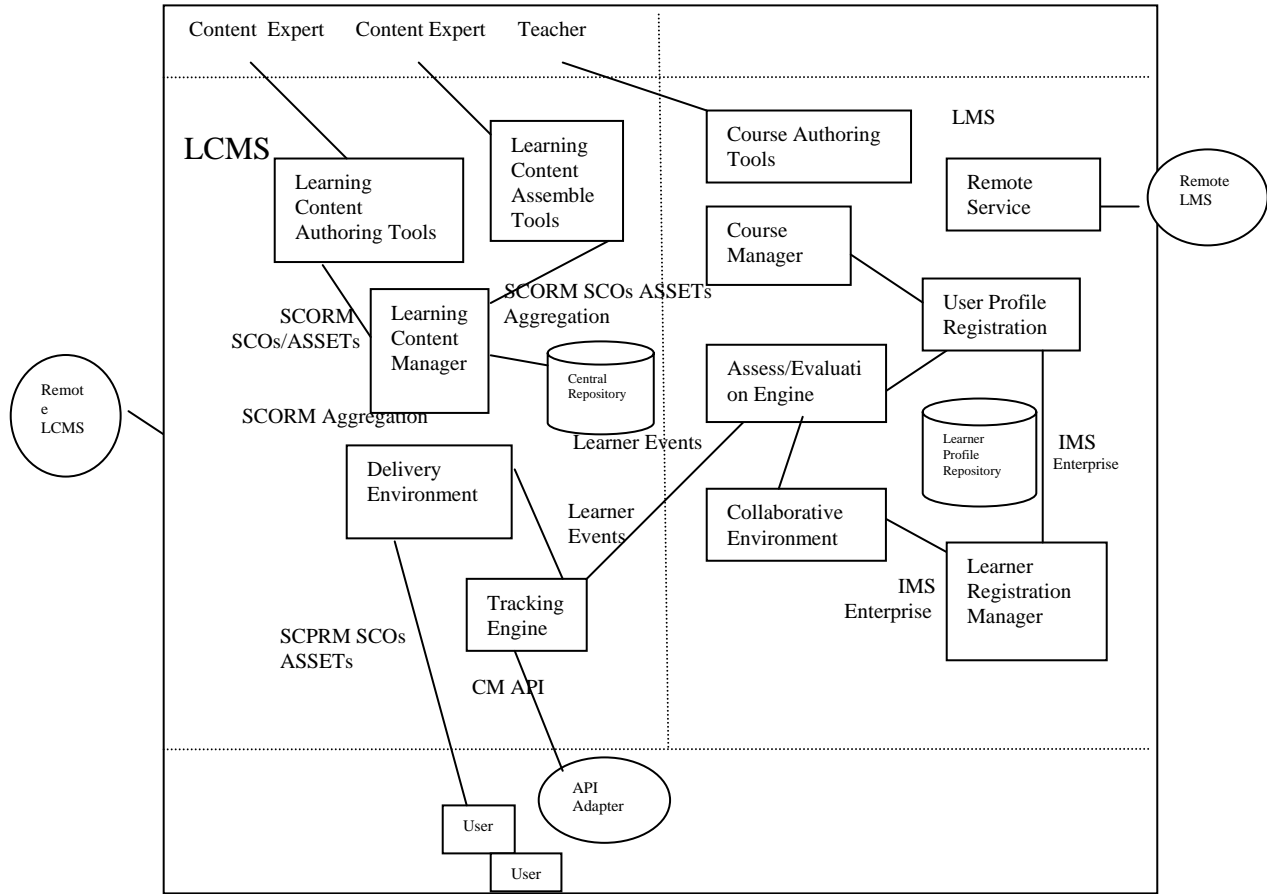 Content Expert
Content Expert
Teacher
LCMS
Learning
Content
Authoring Tools
Learning
Content
Assemble
Tools
SCORM
SCOs/ASSETs
SCORM SCOs ASSETs
Aggregation
Learning
Content
Manager
Central
Repository
Remot
e
LCMS
SCORM Aggregation
Learner Events
Delivery
Environment
Learner
Events
Tracking
Engine
SCPRM SCOs
ASSETs
CM API
API
Adapter
User
User
LMS
Course Authoring
Tools
Remote
Service
Remote
LMS
Course
Manager
User Profile
Registration
Assess/Evaluati
on Engine
Learner
Profile
Repository
IMS
Enterprise
Collaborative
Environment
IMS
Enterprise
Learner
Registration
Manager